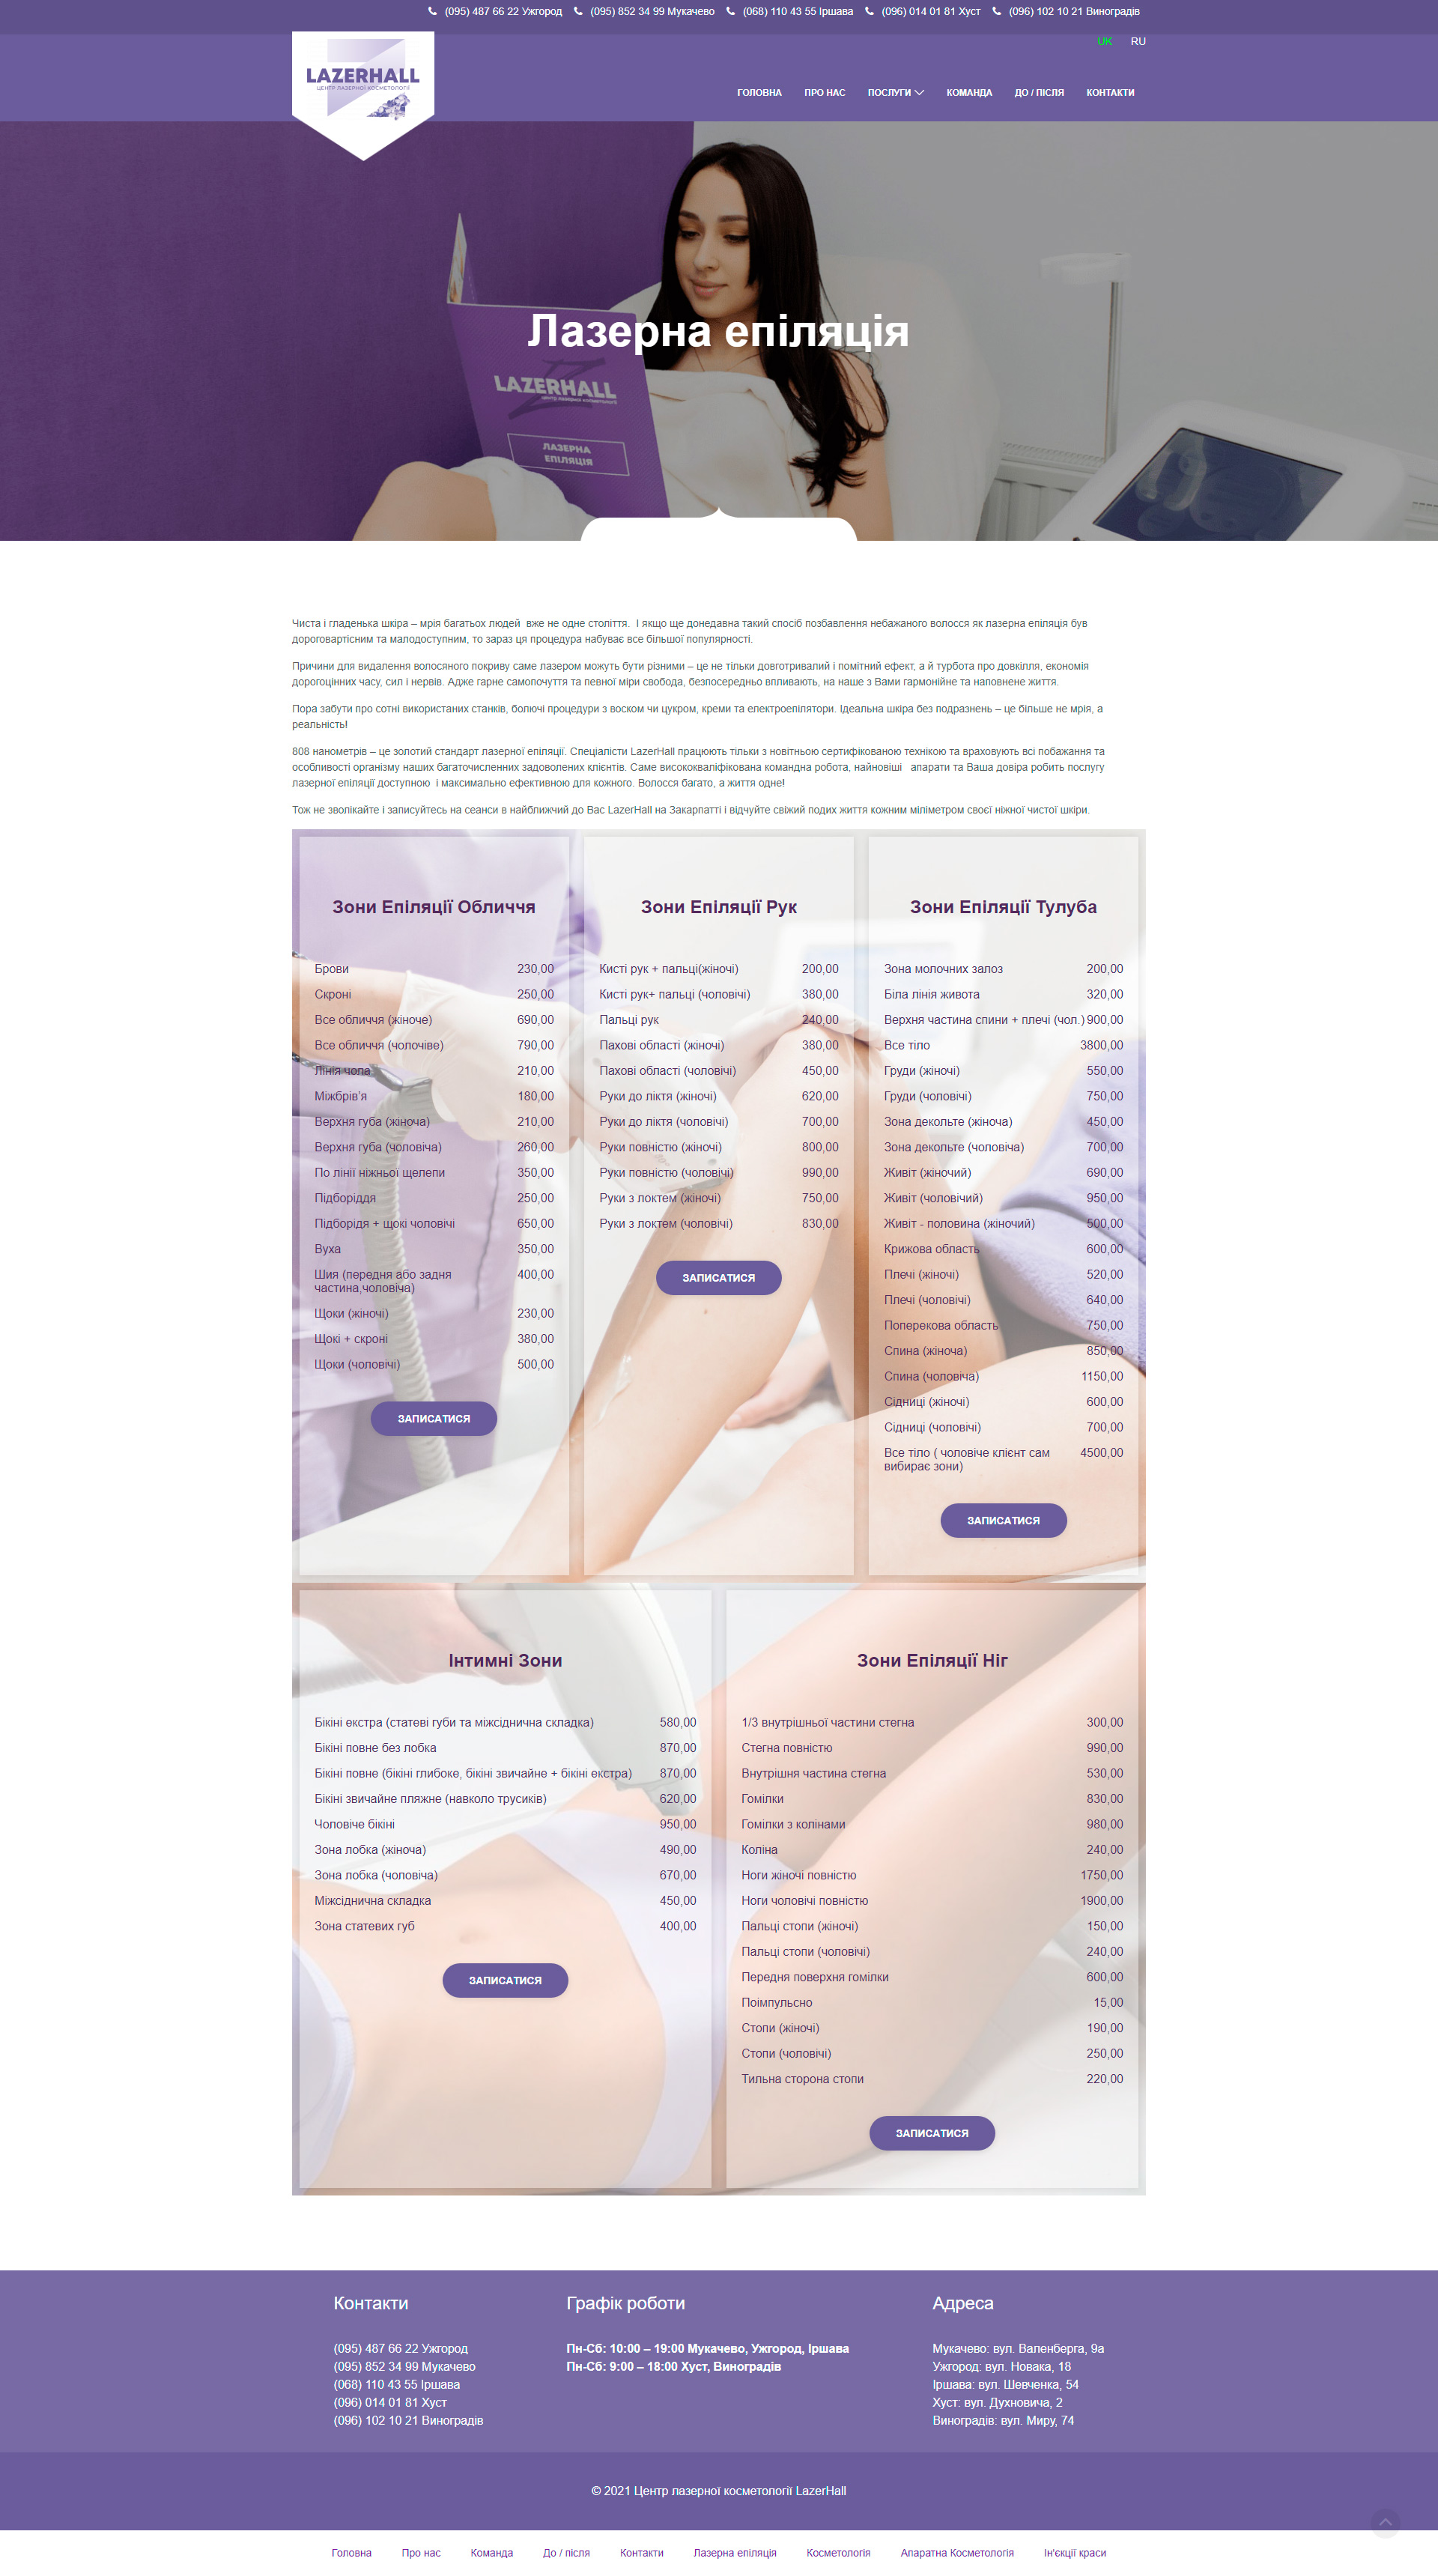 (095) 487 66 22 Ужгород (095) 852 34 99 Мукачево (068) 110 43 55 Іршава (096) 014 01 81 Хуст (096) 102 10 21 Виноградів
UK RU
LAZERHALL
ЦЕНТР ЛАЗЕРНОЇ КОСМЕТОЛОГІЇ
ГОЛОВНА ПРО НАС ПОСЛУГИ КОМАНДА ДО / ПІСЛЯ КОНТАКТИ
Лазерна епіляція
LAZERHALL
ЦЕНТР ЛАЗЕРНОЇ КОСМЕТОЛОГІЇ
ЛАЗЕРНА
ЕПІЛЯЦІЯ
Чиста і гладенька шкіра – мрія багатьох людей вже не одне століття. І якщо ще донедавна такий спосіб позбавлення небажаного волосся як лазерна епіляція був
дороговартісним та малодоступним, то зараз ця процедура набуває все більшої популярності.
Причини для видалення волосяного покриву саме лазером можуть бути різними – це не тільки довготривалий і помітний ефект, а й турбота про довкілля, економія
дорогоцінних часу, сил і нервів. Адже гарне самопочуття та певної міри свобода, безпосередньо впливають, на наше з Вами гармонійне та наповнене життя.
Пора забути про сотні використаних станків, болючі процедури з воском чи цукром, креми та електроепілятори. Ідеальна шкіра без подразнень – це більше не мрія, а
реальність!
808 нанометрів – це золотий стандарт лазерної епіляції. Спеціалісти LazerHall працюють тільки з новітньою сертифікованою технікою та враховують всі побажання та
особливості організму наших багаточисленних задоволених клієнтів. Саме висококваліфікована командна робота, найновіші апарати та Ваша довіра робить послугу
лазерної епіляції доступною і максимально ефективною для кожного. Волосся багато, а життя одне!
Тож не зволікайте і записуйтесь на сеанси в найближчий до Вас LazerHall на Закарпатті і відчуйте свіжий подих життя кожним міліметром своєї ніжної чистої шкіри.
Зони Епіляції Обличчя
Брови 230,00
Скроні 250,00
Все обличчя (жіноче) 690,00
Все обличчя (чолочіве) 790,00
Лінія чола 210,00
Міжбрів'я 180,00
Верхня губа (жіноча) 210,00
Верхня губа (чоловіча) 260,00
По лінії ніжньої щелепи 350,00
Підборіддя 250,00
Підборідя + щокі чоловічі 650,00
Вуха 350,00
Шия (передня або задня 400,00
частина,чоловіча)
Щоки (жіночі) 230,00
Щокі + скроні 380,00
Щоки (чоловічі) 500,00
ЗАПИСАТИСЯ
Зони Епіляції Рук
Кисті рук + пальці(жіночі) 200,00
Кисті рук+ пальці (чоловічі) 380,00
Пальці рук 240,00
Пахові області (жіночі) 380,00
Пахові області (чоловічі) 450,00
Руки до ліктя (жіночі) 620,00
Руки до ліктя (чоловічі) 700,00
Руки повністю (жіночі) 800,00
Руки повністю (чоловічі) 990,00
Руки з локтем (жіночі) 750,00
Руки з локтем (чоловічі) 830,00
ЗАПИСАТИСЯ
Зони Епіляції Тулуба
Зона молочних залоз 200,00
Біла лінія живота 320,00
Верхня частина спини + плечі (чол.) 900,00
Все тіло 3800,00
Груди (жіночі) 550,00
Груди (чоловічі) 750,00
Зона декольте (жіноча) 450,00
Зона декольте (чоловіча) 700,00
Живіт (жіночий) 690,00
Живіт (чоловічий) 950,00
Живіт - половина (жіночий) 500,00
Крижова область 600,00
Плечі (жіночі) 520,00
Плечі (чоловічі) 640,00
Поперекова область 750,00
Спина (жіноча) 850,00
Спина (чоловіча) 1150,00
Сідниці (жіночі) 600,00
Сідниці (чоловічі) 700,00
Все тіло ( чоловіче клієнт сам 4500,00
вибирає зони)
ЗАПИСАТИСЯ
Інтимні Зони
Бікіні екстра (статеві губи та міжсіднична складка) 580,00
Бікіні повне без лобка 870,00
Бікіні повне (бікіні глибоке, бікіні звичайне + бікіні екстра) 870,00
Бікіні звичайне пляжне (навколо трусиків) 620,00
Чоловіче бікіні 950,00
Зона лобка (жіноча) 490,00
Зона лобка (чоловіча) 670,00
Міжсіднична складка 450,00
Зона статевих губ 400,00
ЗАПИСАТИСЯ
Зони Епіляції Ніг
1/3 внутрішньої частини стегна 300,00
Стегна повністю 990,00
Внутрішня частина стегна 530,00
Гомілки 830,00
Гомілки з колінами 980,00
Коліна 240,00
Ноги жіночі повністю 1750,00
Ноги чоловічі повністю 1900,00
Пальці стопи (жіночі) 150,00
Пальці стопи (чоловічі) 240,00
Передня поверхня гомілки 600,00
Поімпульсно 15,00
Стопи (жіночі) 190,00
Стопи (чоловічі) 250,00
Тильна сторона стопи 220,00
ЗАПИСАТИСЯ
Контакти
(095) 487 66 22 Ужгород
(095) 852 34 99 Мукачево
(068) 110 43 55 Іршава
(096) 014 01 81 Хуст
(096) 102 10 21 Виноградів
Графік роботи
Пн-Сб: 10:00 – 19:00 Мукачево, Ужгород, Іршава
Пн-Сб: 9:00 – 18:00 Хуст, Виноградів
Адреса
Мукачево: вул. Валенберга, 9а
Ужгород: вул. Новака, 18
Іршава: вул. Шевченка, 54
Хуст: вул. Духновича, 2
Виноградів: вул. Миру, 74
© 2021 Центр лазерної косметології LazerHall
Головна Про нас Команда До / після Контакти Лазерна епіляція Косметологія Апаратна Косметологія Ін'єкції краси